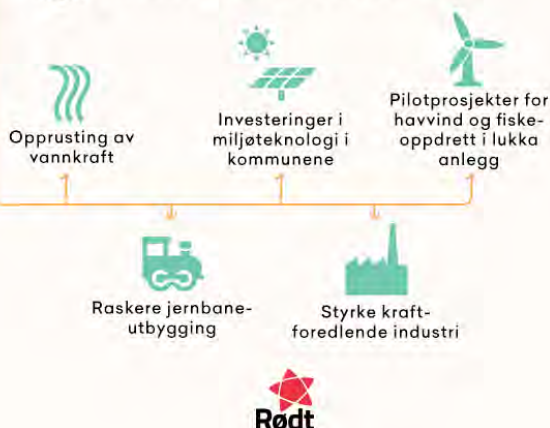 Opprusting av
vannkraft
Investeringer i
miljøteknologi i
kommunene
Pilotprosjekter for
havvind og fiske-
oppdrett i lukka
anlegg
Raskere jernbane-
utbygging
Styrke kraft-
foredlende industri
Rødt